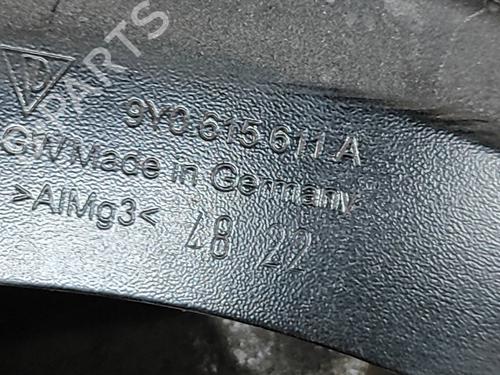 9Y0 615 611 A
GW Made in Germany
>AlMg3< 48 22
PARTS